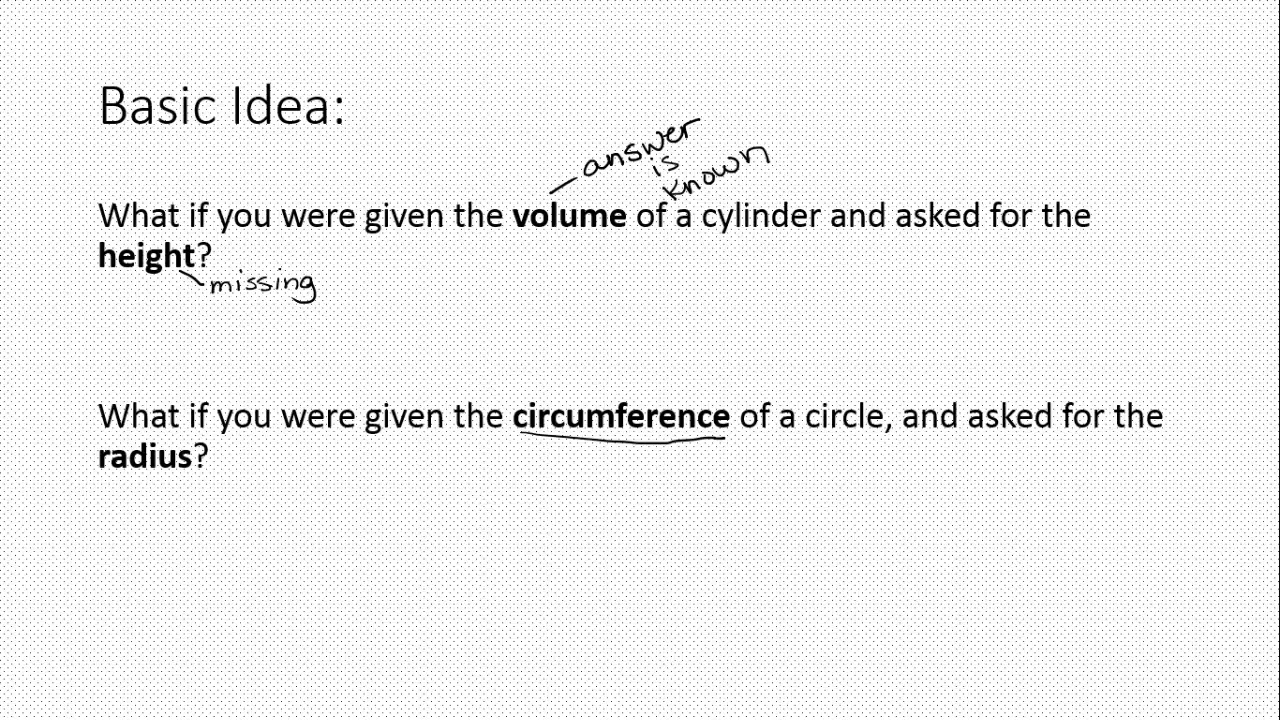 Basic Idea:
answer
is
known
What if you were given the volume of a cylinder and asked for the
height?
missing
What if you were given the circumference of a circle, and asked for the
radius?